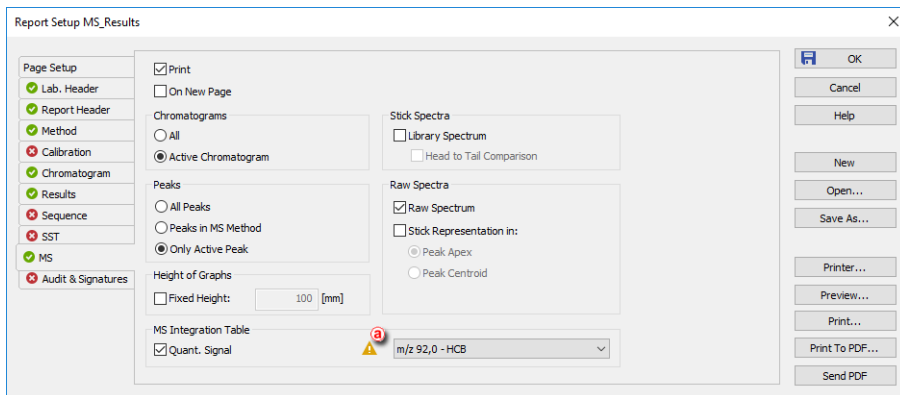 Report Setup MS_Results
Page Setup
Lab. Header
Report Header
Method
Calibration
Chromatogram
Results
Sequence
SST
MS
Audit & Signatures
Print
On New Page
Chromatograms
All
Active Chromatogram
Peaks
All Peaks
Peaks in MS Method
Only Active Peak
Height of Graphs
Fixed Height: 100 [mm]
MS Integration Table
Quant. Signal
a
m/z 92,0 - HCB
Stick Spectra
Library Spectrum
Head to Tail Comparison
Raw Spectra
Raw Spectrum
Stick Representation in:
Peak Apex
Peak Centroid
OK
Cancel
Help
New
Open...
Save As...
Printer...
Preview...
Print...
Print To PDF...
Send PDF